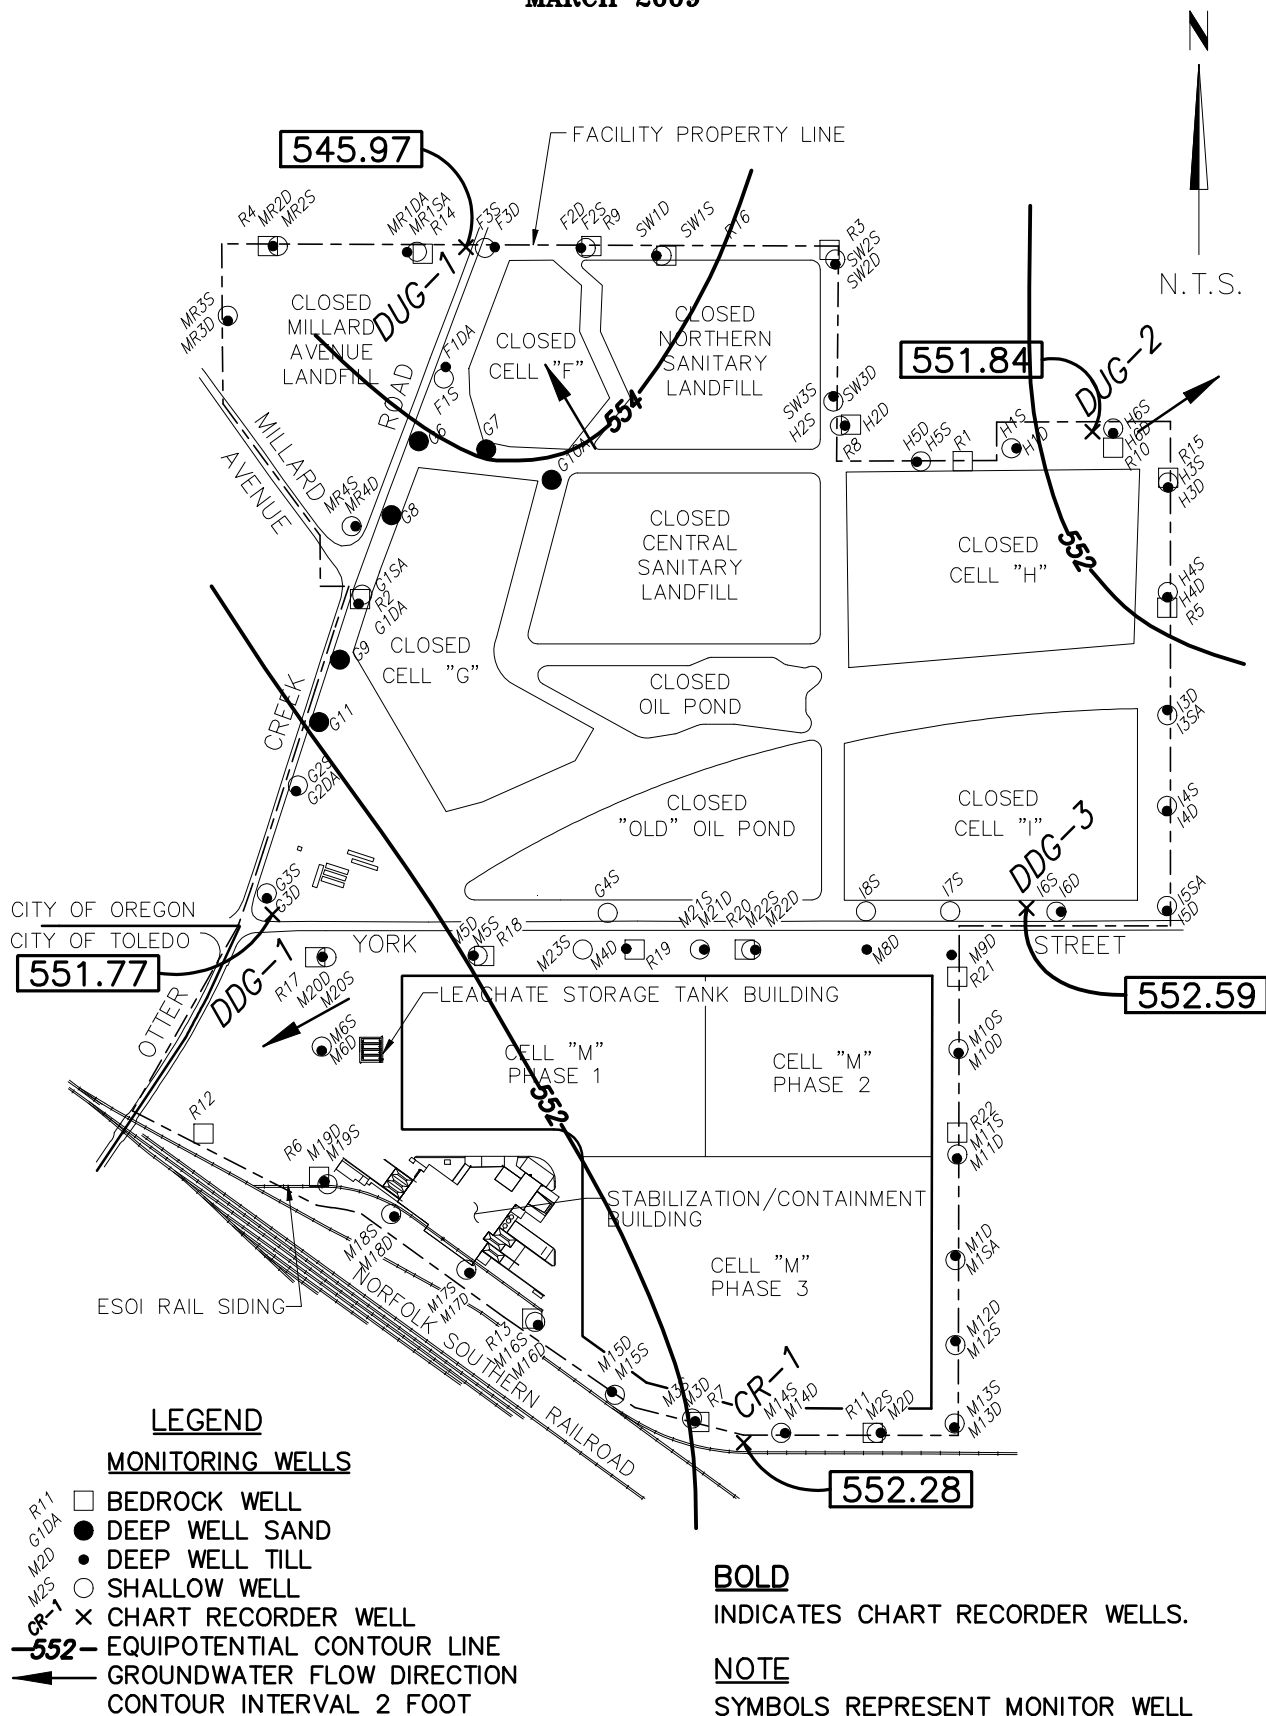 N
N.T.S.
545.97
FACILITY PROPERTY LINE
R4
MR2D
MR2S
MR1DA
MR1SA
R14
F3S
F3D
F2D
F2S
R9
SW1D
SW1S
R16
R3
SW2S
SW2D
DUG-1
MR3S
MR3D
CLOSED
MILLARD
AVENUE
LANDFILL
F1DA
F1S
CLOSED
CELL "F"
CLOSED
NORTHERN
SANITARY
LANDFILL
551.84
DUG-2
554
SW3S
SW3D
H2S
H2D
R8
H5D
H5S
R1
H1S
H1D
H6S
H6D
R10
R15
H3S
H3D
ROAD
MILLARD
AVENUE
G6
G7
G10A
MR4S
MR4D
G8
CLOSED
CENTRAL
SANITARY
LANDFILL
CLOSED
CELL "H"
552
H4S
H4D
R5
G1SA
R2
G1DA
G9
CLOSED
CELL "G"
CLOSED
OIL POND
I3D
I3SA
CREEK
G11
G2S
G2DA
CLOSED
"OLD" OIL POND
CLOSED
CELL "I"
I4S
I4D
DDG-3
G3S
G3D
G4S
I8S
I7S
I6S
I6D
I5SA
I5D
CITY OF OREGON
CITY OF TOLEDO
551.77
DDG-1
YORK
STREET
R17
M20D
M20S
M5D
M5S
R18
M23S
M4D
R19
M21S
M21D
R20
M22S
M22D
M8D
M9D
R21
552.59
OTTER
LEACHATE STORAGE TANK BUILDING
M6S
M6D
CELL "M"
PHASE 1
CELL "M"
PHASE 2
M10S
M10D
552
R12
R22
M11S
M11D
R6
M19D
M19S
STABILIZATION/CONTAINMENT
BUILDING
M18S
M18D
CELL "M"
PHASE 3
M1D
M1SA
ESOI RAIL SIDING
M17S
M17D
NORFOLK SOUTHERN RAILROAD
R13
M16S
M16D
M12D
M12S
M15D
M15S
M3S
M3D
R7
CR-1
M14S
M14D
R11
M2S
M2D
M13S
M13D
552.28
LEGEND
MONITORING WELLS
R11 BEDROCK WELL
G1DA DEEP WELL SAND
M2D DEEP WELL TILL
M2S SHALLOW WELL
CR-1 CHART RECORDER WELL
552 EQUIPOTENTIAL CONTOUR LINE
GROUNDWATER FLOW DIRECTION
CONTOUR INTERVAL 2 FOOT
BOLD
INDICATES CHART RECORDER WELLS.
NOTE
SYMBOLS REPRESENT MONITOR WELL